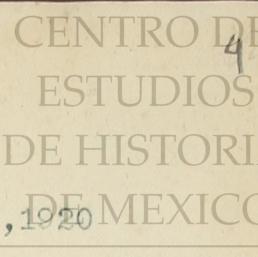 CENTRO DE
4
ESTUDIOS
DE HISTORI
DE MEXICO
,1920